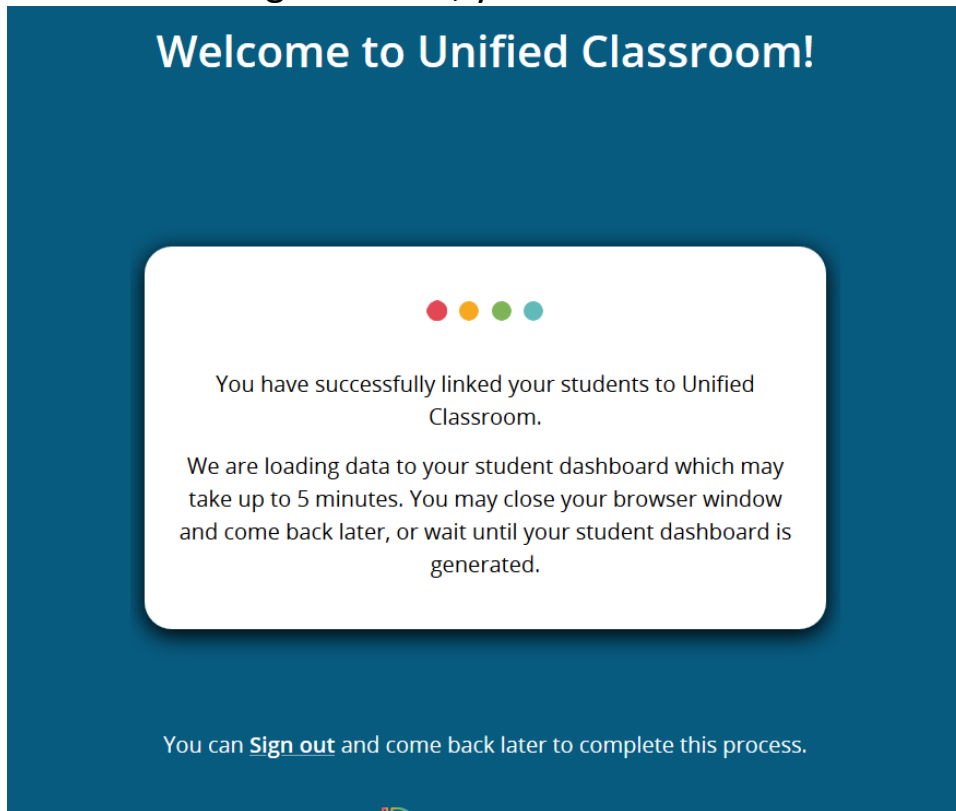 Welcome to Unified Classroom!
You have successfully linked your students to Unified
Classroom.
We are loading data to your student dashboard which may
take up to 5 minutes. You may close your browser window
and come back later, or wait until your student dashboard is
generated.
You can Sign out and come back later to complete this process.